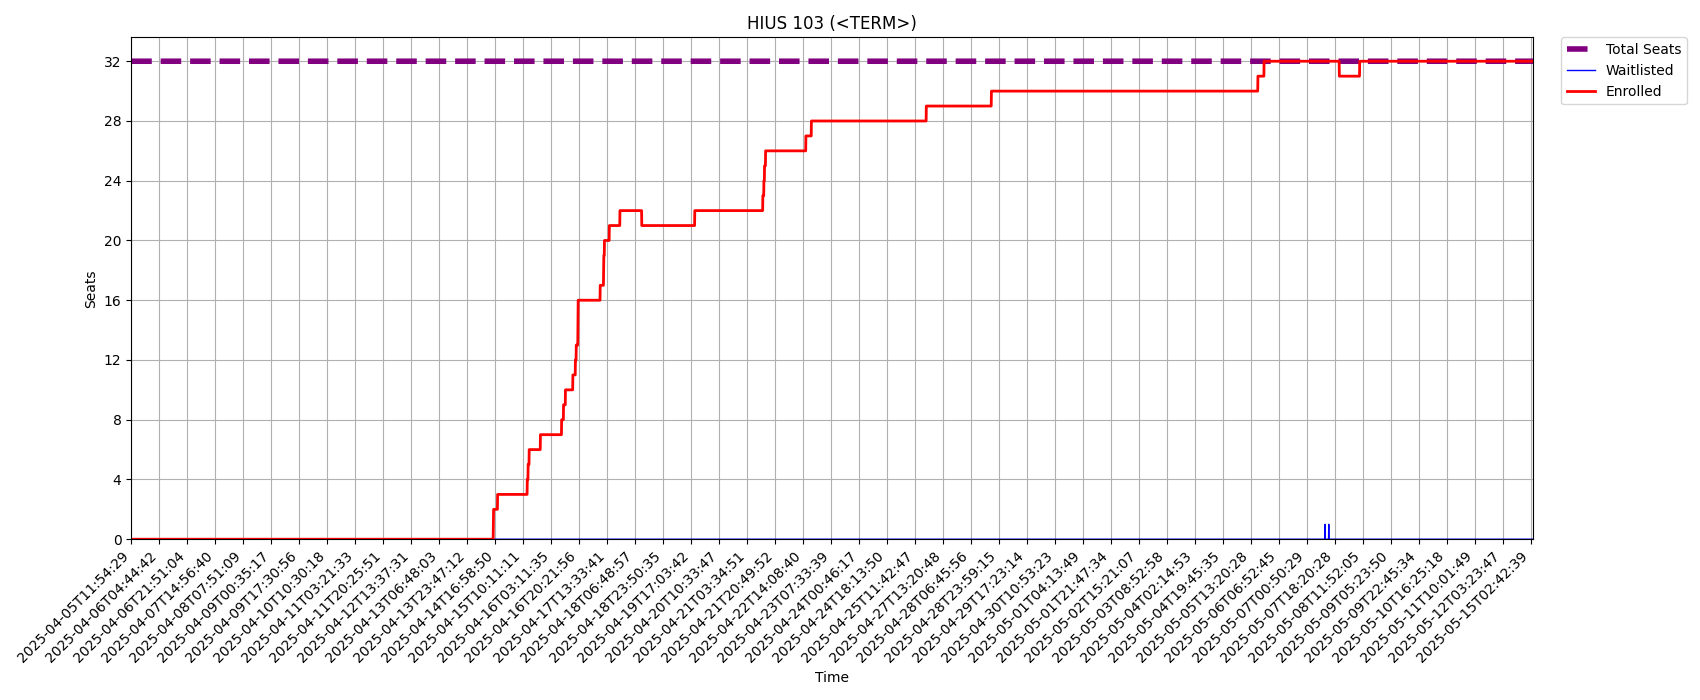 HIUS 103 (<TERM>)
Total Seats
Waitlisted
Enrolled
Seats
32
28
24
20
16
12
8
4
0
2025-04-05T11:54:29
2025-04-06T04:44:42
2025-04-06T21:51:04
2025-04-07T14:56:40
2025-04-08T07:51:09
2025-04-09T00:35:17
2025-04-09T17:30:56
2025-04-10T10:30:18
2025-04-11T03:21:33
2025-04-11T20:25:51
2025-04-12T13:37:31
2025-04-13T06:48:03
2025-04-13T23:47:12
2025-04-14T16:58:50
2025-04-15T10:11:11
2025-04-16T03:11:35
2025-04-16T20:21:56
2025-04-17T13:33:41
2025-04-18T06:48:57
2025-04-18T23:50:35
2025-04-19T17:03:42
2025-04-20T10:33:47
2025-04-21T03:34:51
2025-04-21T20:49:52
2025-04-22T14:08:40
2025-04-23T07:33:39
2025-04-24T00:46:17
2025-04-24T18:13:50
2025-04-25T11:42:47
2025-04-27T13:20:48
2025-04-28T06:45:56
2025-04-28T23:59:15
2025-04-29T17:23:14
2025-04-30T10:53:23
2025-05-01T04:13:49
2025-05-01T21:47:34
2025-05-02T15:21:07
2025-05-03T08:52:58
2025-05-04T02:14:53
2025-05-04T19:45:35
2025-05-05T13:20:28
2025-05-06T06:52:45
2025-05-07T00:50:29
2025-05-07T18:20:28
2025-05-08T11:52:05
2025-05-09T05:23:50
2025-05-09T22:45:34
2025-05-10T16:25:18
2025-05-11T10:01:49
2025-05-12T03:23:47
2025-05-15T02:42:39
Time